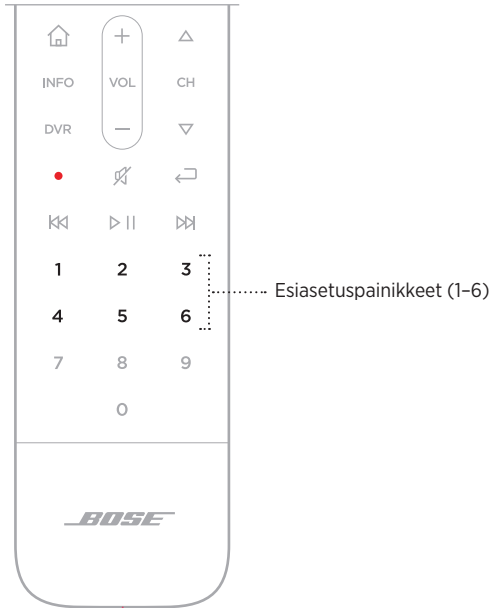 INFO VOL CH
DVR
1 2 3
Esiasetuspainikkeet (1–6)
4 5 6
7 8 9
0
BOSE